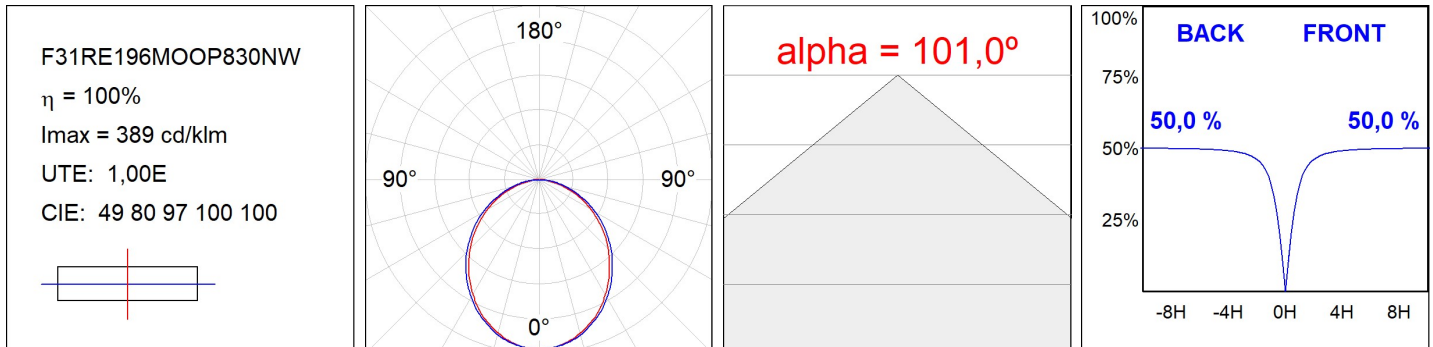 F31RE196MOOP830NW
η = 100%
Imax = 389 cd/klm
UTE: 1,00E
CIE: 49 80 97 100 100
180°
90°
90°
0°
alpha = 101,0º
100%
BACK
FRONT
75%
50,0 %
50,0 %
50%
25%
-8H
-4H
0H
4H
8H